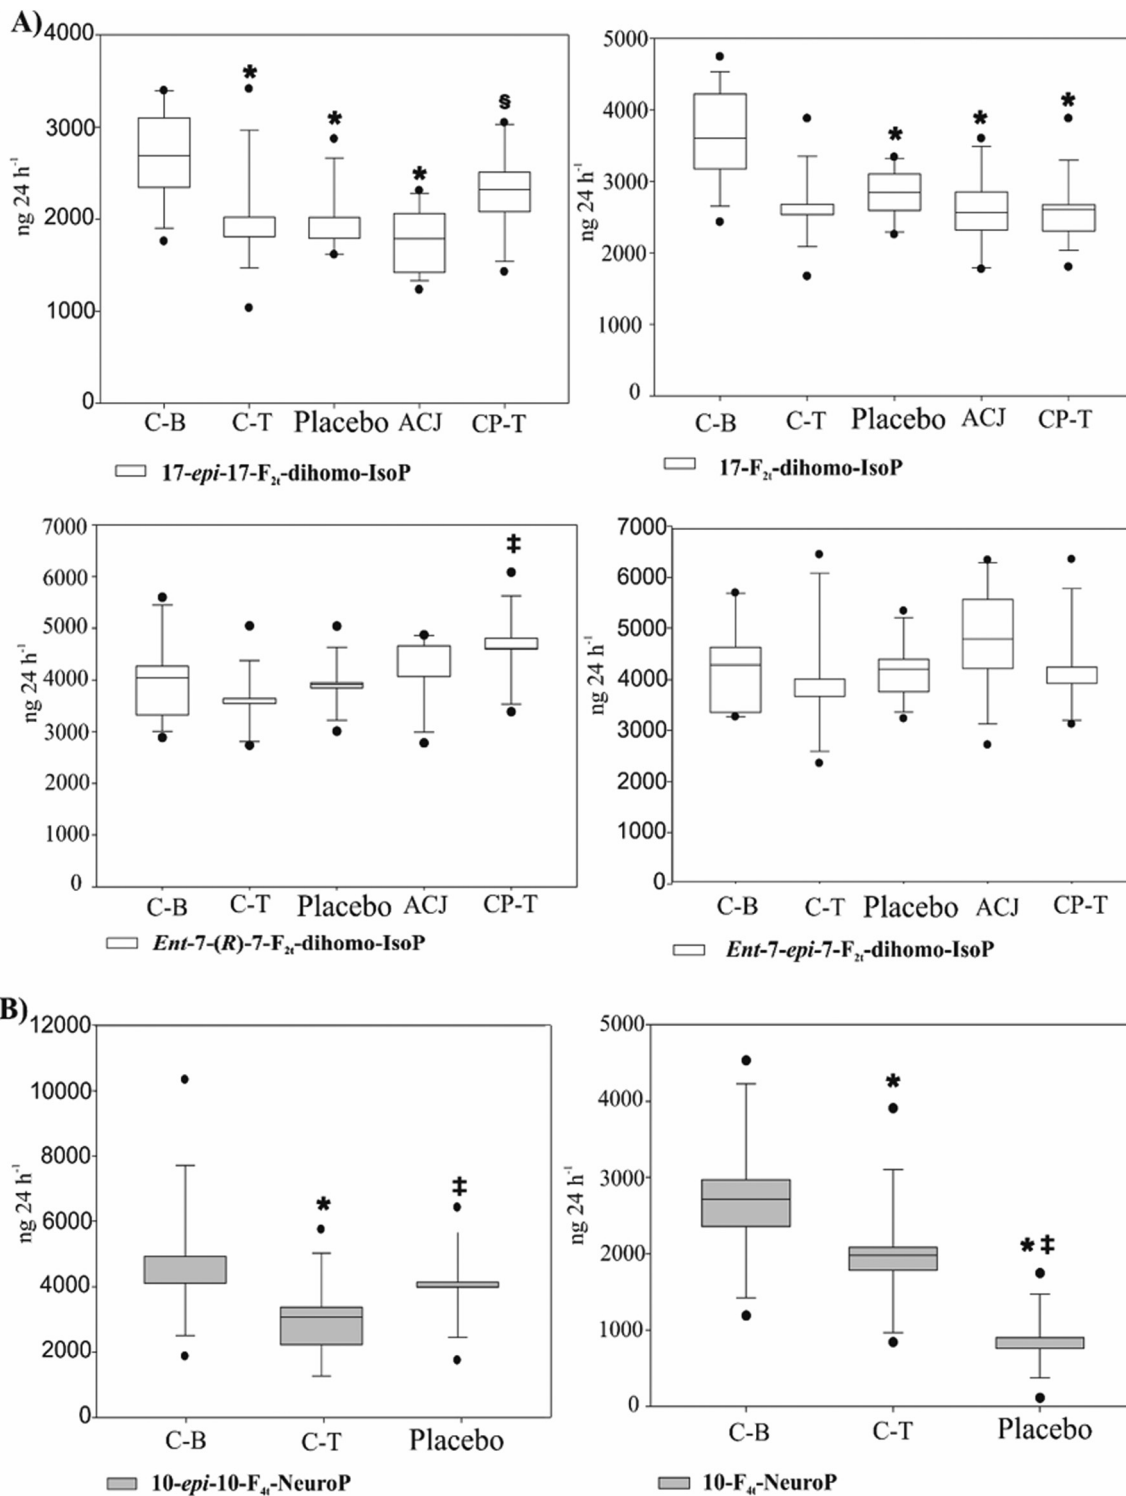 A)
4000
3000
2000
1000
0
ng 24 h⁻¹
*
*
*
§
C-B C-T Placebo ACJ CP-T
17-epi-17-F₂ₜ-dihomo-IsoP
5000
4000
3000
2000
1000
0
ng 24 h⁻¹
*
*
*
C-B C-T Placebo ACJ CP-T
17-F₂ₜ-dihomo-IsoP
7000
6000
5000
4000
3000
2000
1000
0
ng 24 h⁻¹
‡
C-B C-T Placebo ACJ CP-T
Ent-7-(R)-7-F₂ₜ-dihomo-IsoP
7000
6000
5000
4000
3000
2000
1000
0
ng 24 h⁻¹
C-B C-T Placebo ACJ CP-T
Ent-7-epi-7-F₂ₜ-dihomo-IsoP
B)
12000
10000
8000
6000
4000
2000
0
ng 24 h⁻¹
*
‡
C-B C-T Placebo
10-epi-10-F₄ₜ-NeuroP
5000
4000
3000
2000
1000
0
ng 24 h⁻¹
*
* ‡
C-B C-T Placebo
10-F₄ₜ-NeuroP